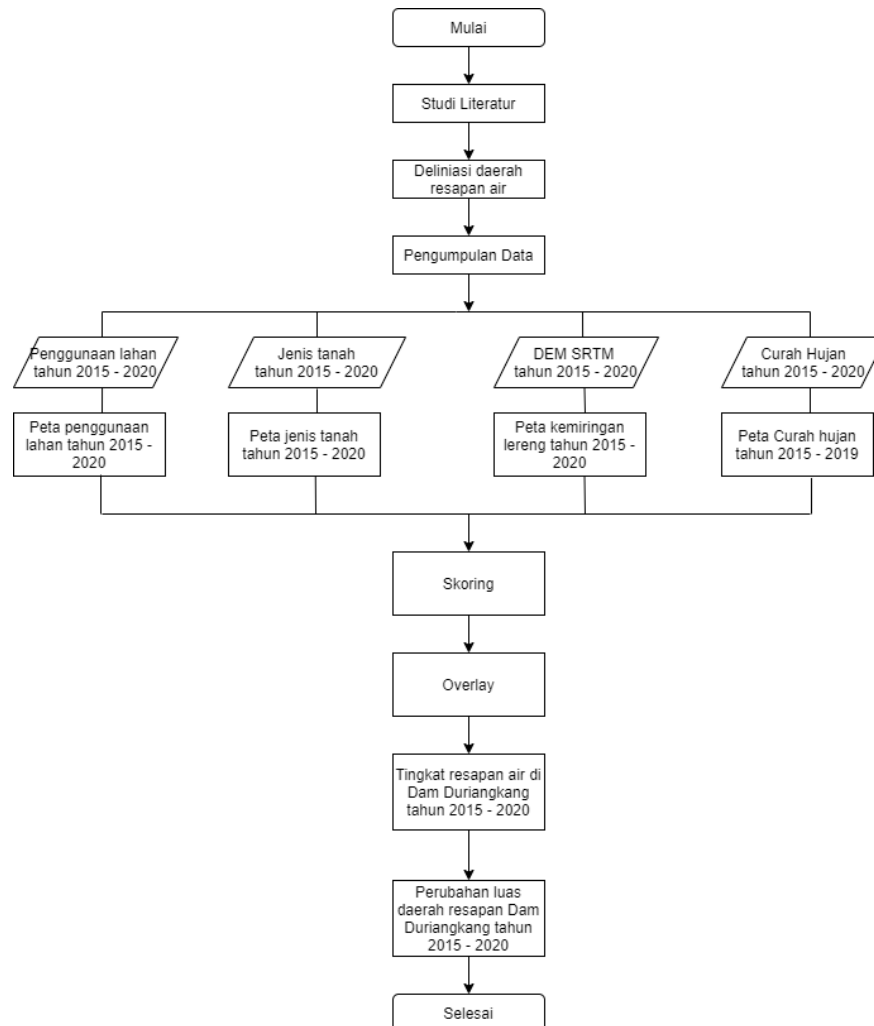 Mulai
Studi Literatur
Deliniasi daerah
resapan air
Pengumpulan Data
Penggunaan lahan
tahun 2015 - 2020
Jenis tanah
tahun 2015 - 2020
DEM SRTM
tahun 2015 - 2020
Curah Hujan
tahun 2015 - 2020
Peta penggunaan
lahan tahun 2015 -
2020
Peta jenis tanah
tahun 2015 - 2020
Peta kemiringan
lereng tahun 2015 -
2020
Peta Curah hujan
tahun 2015 - 2019
Skoring
Overlay
Tingkat resapan air di
Dam Duriangkang
tahun 2015 - 2020
Perubahan luas
daerah resapan Dam
Duriangkang tahun
2015 - 2020
Selesai